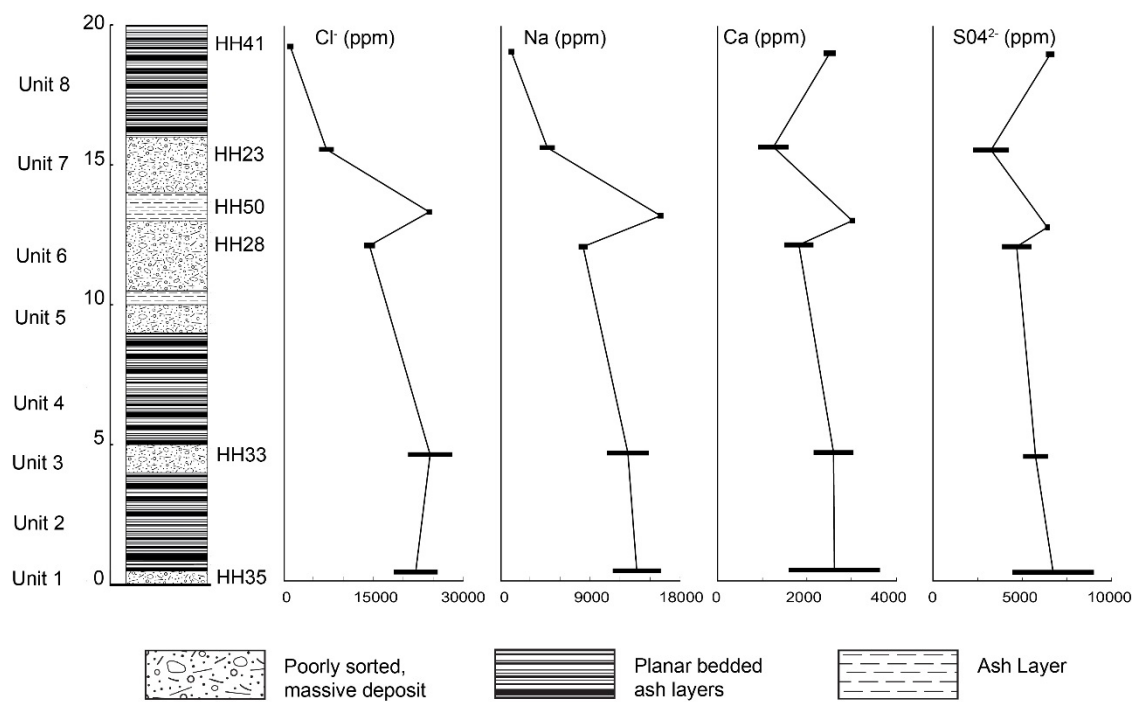 20
15
10
5
0
Unit 8
Unit 7
Unit 6
Unit 5
Unit 4
Unit 3
Unit 2
Unit 1
HH41
HH23
HH50
HH28
HH33
HH35
Cl⁻ (ppm)
0 15000 30000
Na (ppm)
0 9000 18000
Ca (ppm)
0 2000 4000
S04²⁻ (ppm)
0 5000 10000
Poorly sorted,
massive deposit
Planar bedded
ash layers
Ash Layer